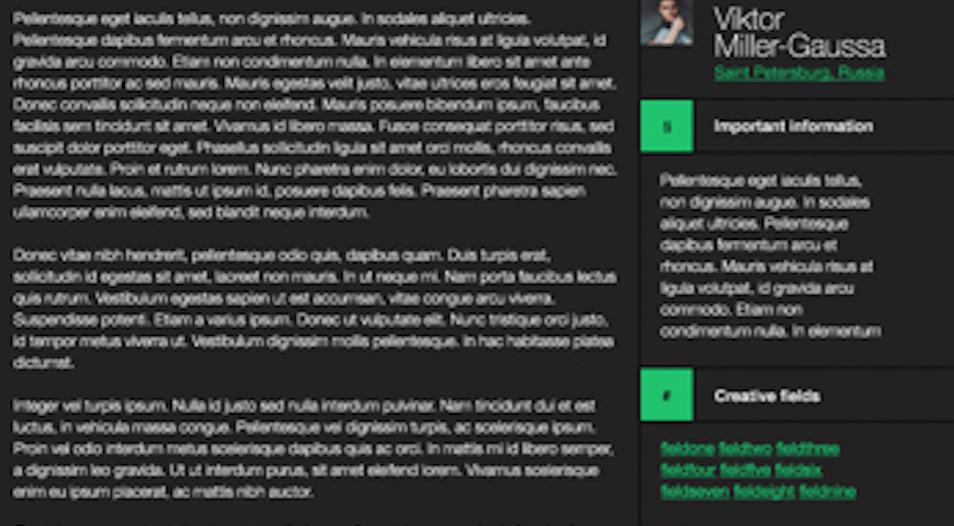 Pellentesque eget iaculis tellus, non dignissim augue. In sodales aliquet ultricies.
Pellentesque dapibus fermentum arcu et rhoncus. Mauris vehicula risus at ligula volutpat, id
gravida arcu commodo. Etiam non condimentum nulla. In elementum libero sit amet ante
rhoncus porttitor ac sed mauris. Mauris egestas velit justo, vitae ultrices eros feugiat sit amet.
Donec convallis sollicitudin neque non eleifend. Mauris posuere bibendum ipsum, faucibus
facilisis sem tincidunt sit amet. Vivamus id libero massa. Fusce consequat porttitor risus, sed
suscipit dolor porttitor eget. Phasellus sollicitudin ligula sit amet orci mollis, rhoncus convallis
erat vulputate. Proin et rutrum lorem. Nunc pharetra enim dolor, eu lobortis dui dignissim nec.
Praesent nulla lacus, mattis ut ipsum id, posuere dapibus felis. Praesent pharetra sapien
ullamcorper enim eleifend, sed blandit neque interdum.
Donec vitae nibh hendrerit, pellentesque odio quis, dapibus quam. Duis turpis erat,
sollicitudin id egestas sit amet, laoreet non mauris. In ut neque mi. Nam porta faucibus lectus
quis rutrum. Vestibulum egestas sapien ut est accumsan, vitae congue arcu viverra.
Suspendisse potenti. Etiam a varius ipsum. Donec ut vulputate elit. Nunc tristique orci justo,
id tempor metus viverra ut. Vestibulum dignissim mollis pellentesque. In hac habitasse platea
dictumst.
Integer vel turpis ipsum. Nulla id justo sed nulla interdum pulvinar. Nam tincidunt dui et est
luctus, in vehicula massa congue. Pellentesque vel dignissim turpis, ac scelerisque ipsum.
Proin vel odio interdum metus scelerisque dapibus quis ac orci. In mattis mi id libero semper,
a dignissim leo gravida. Ut ut interdum purus, sit amet eleifend lorem. Vivamus scelerisque
enim eu ipsum placerat, ac mattis nibh auctor.
Viktor
Miller-Gaussa
Saint Petersburg, Russia
Important information
Pellentesque eget iaculis tellus,
non dignissim augue. In sodales
aliquet ultricies. Pellentesque
dapibus fermentum arcu et
rhoncus. Mauris vehicula risus at
ligula volutpat, id gravida arcu
commodo. Etiam non
condimentum nulla. In elementum
# Creative fields
fieldone fieldtwo fieldthree
fieldfour fieldfive fieldsix
fieldseven fieldeight fieldnine